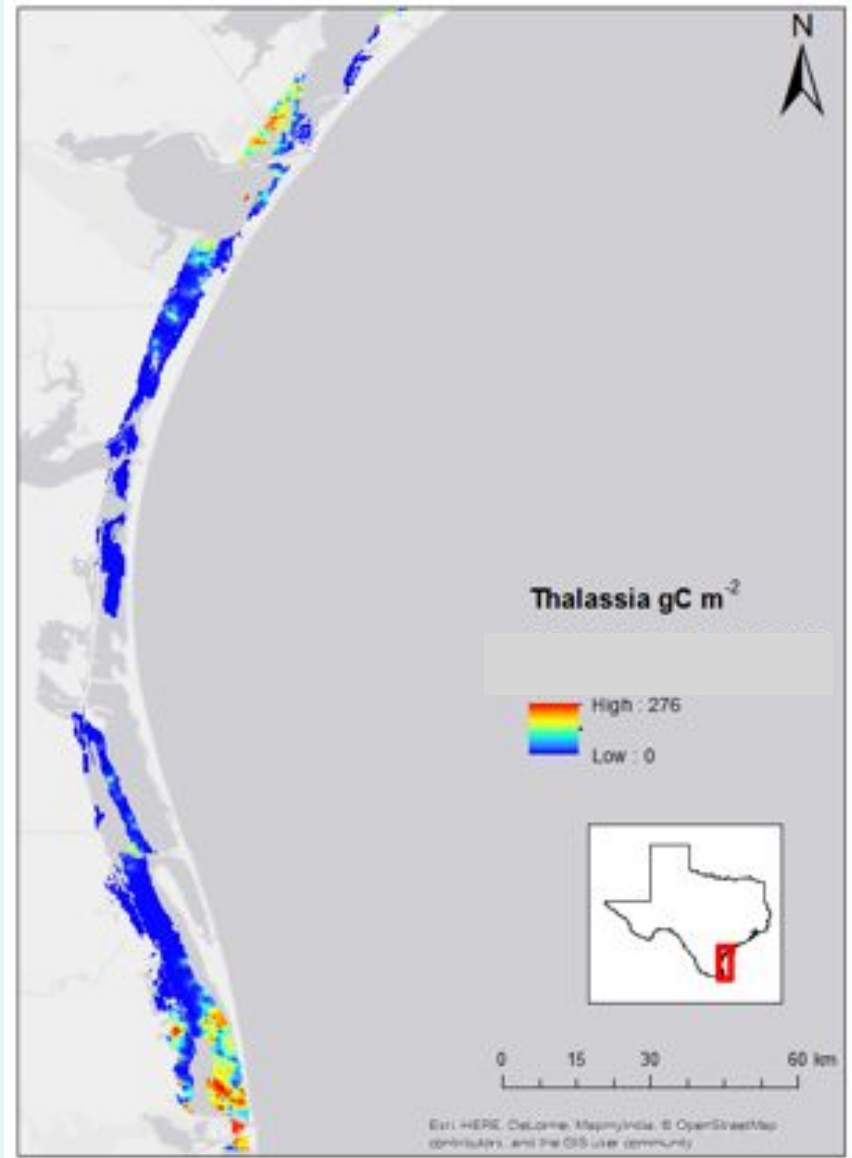 N
Thalassia gC m⁻²
High : 276
Low : 0
0 15 30 60 km
Esri, HERE, DeLorme, MapmyIndia, © OpenStreetMap
contributors, and the GIS user community